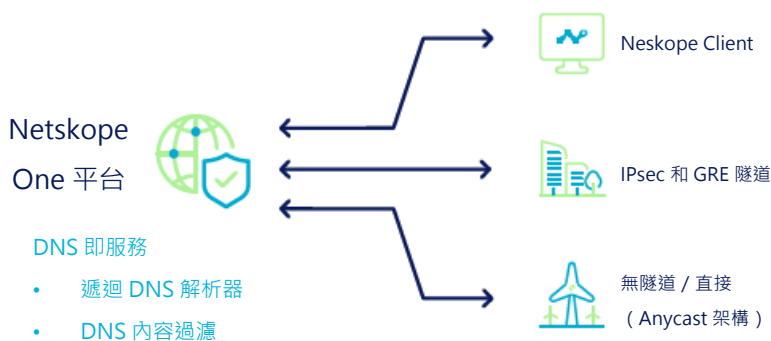 Netskope
One 平台
DNS 即服務
• 遞迴 DNS 解析器
• DNS 內容過濾
Neskope Client
IPsec 和 GRE 隧道
無隧道 / 直接
（Anycast 架構）